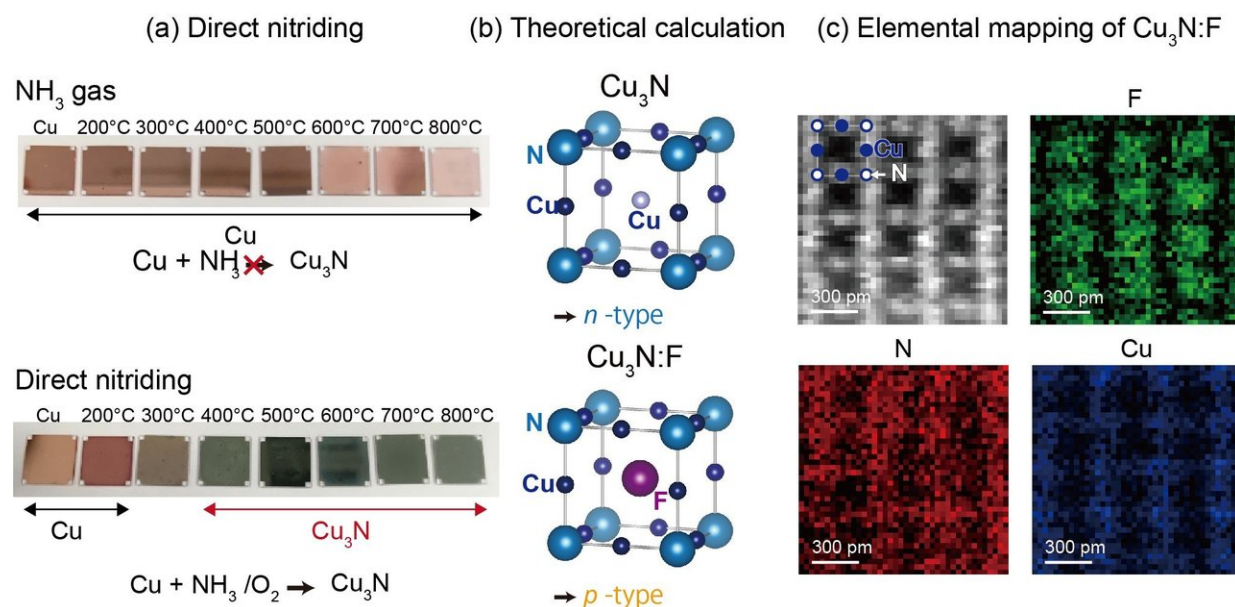 (a) Direct nitriding
NH₃ gas
Cu 200°C 300°C 400°C 500°C 600°C 700°C 800°C
Cu
Cu + NH₃ → Cu₃N
Direct nitriding
Cu 200°C 300°C 400°C 500°C 600°C 700°C 800°C
Cu
Cu₃N
Cu + NH₃ /O₂ → Cu₃N
(b) Theoretical calculation
Cu₃N
N
Cu
Cu
→ n -type
Cu₃N:F
N
Cu
F
→ p -type
(c) Elemental mapping of Cu₃N:F
Cu
N
300 pm
F
300 pm
N
300 pm
Cu
300 pm